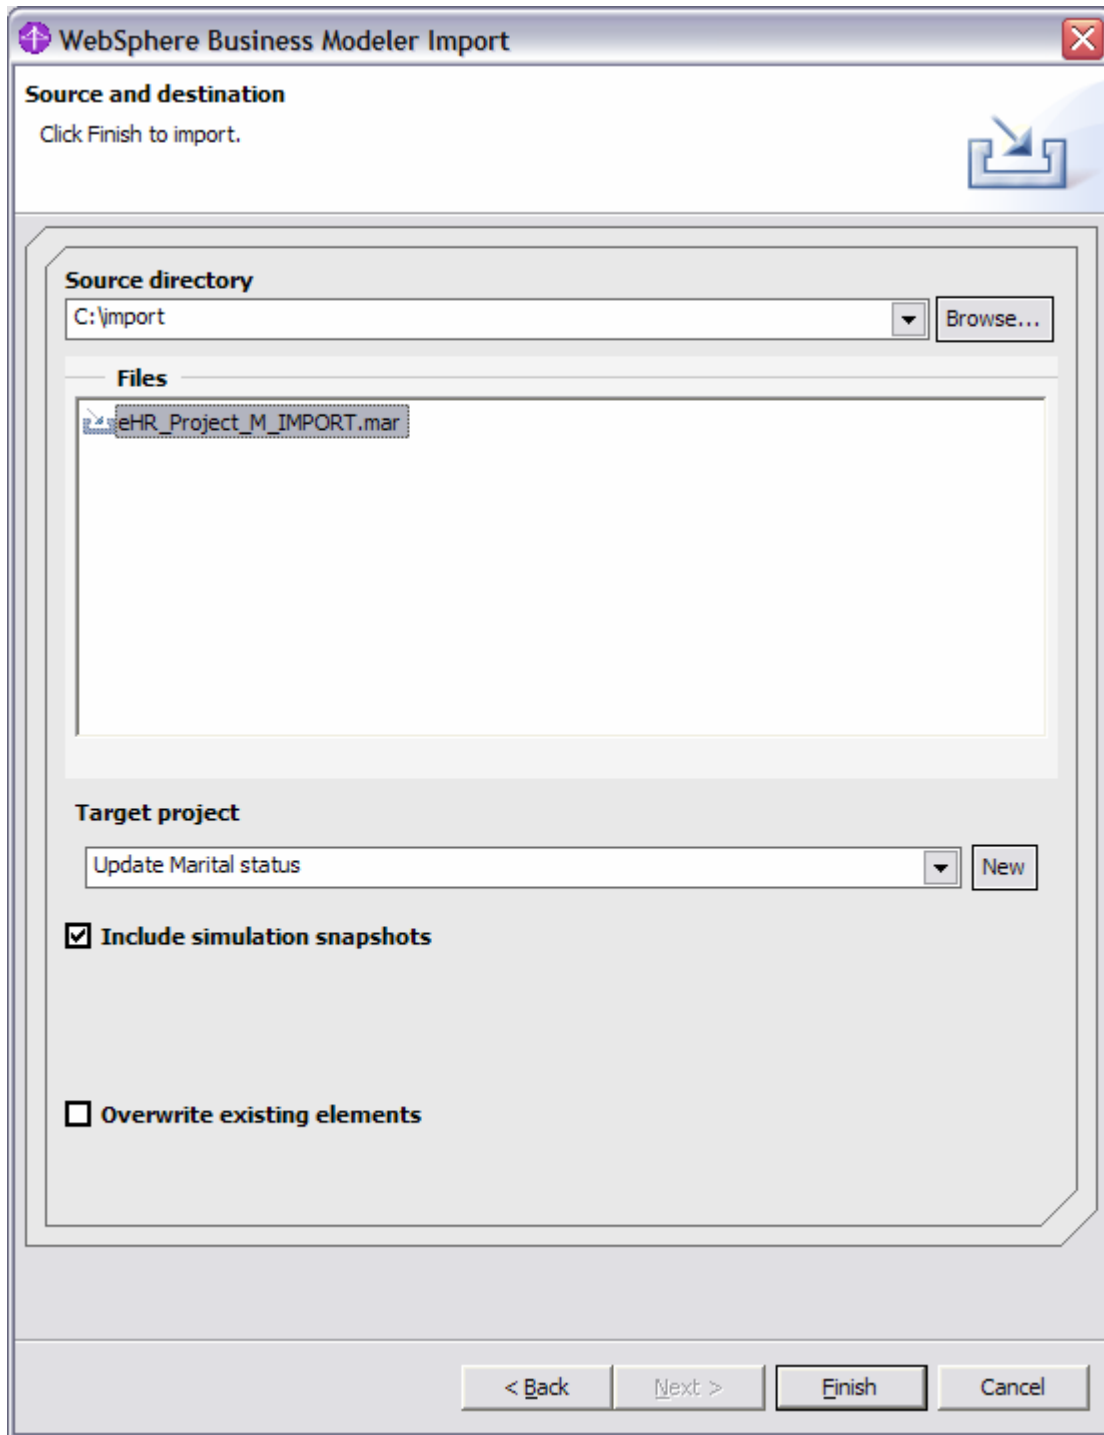 WebSphere Business Modeler Import
Source and destination
Click Finish to import.
Source directory
C:\import
Browse...
Files
eHR_Project_M_IMPORT.mar
Target project
Update Marital status
New
Include simulation snapshots
Overwrite existing elements
< Back Next > Finish Cancel